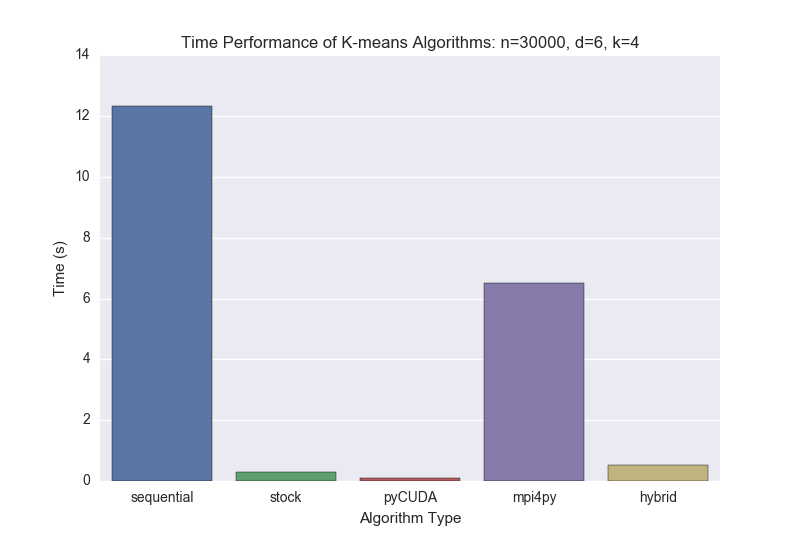 Time Performance of K-means Algorithms: n=30000, d=6, k=4
14
12
10
8
6
4
2
0
Time (s)
sequential stock pyCUDA mpi4py hybrid
Algorithm Type